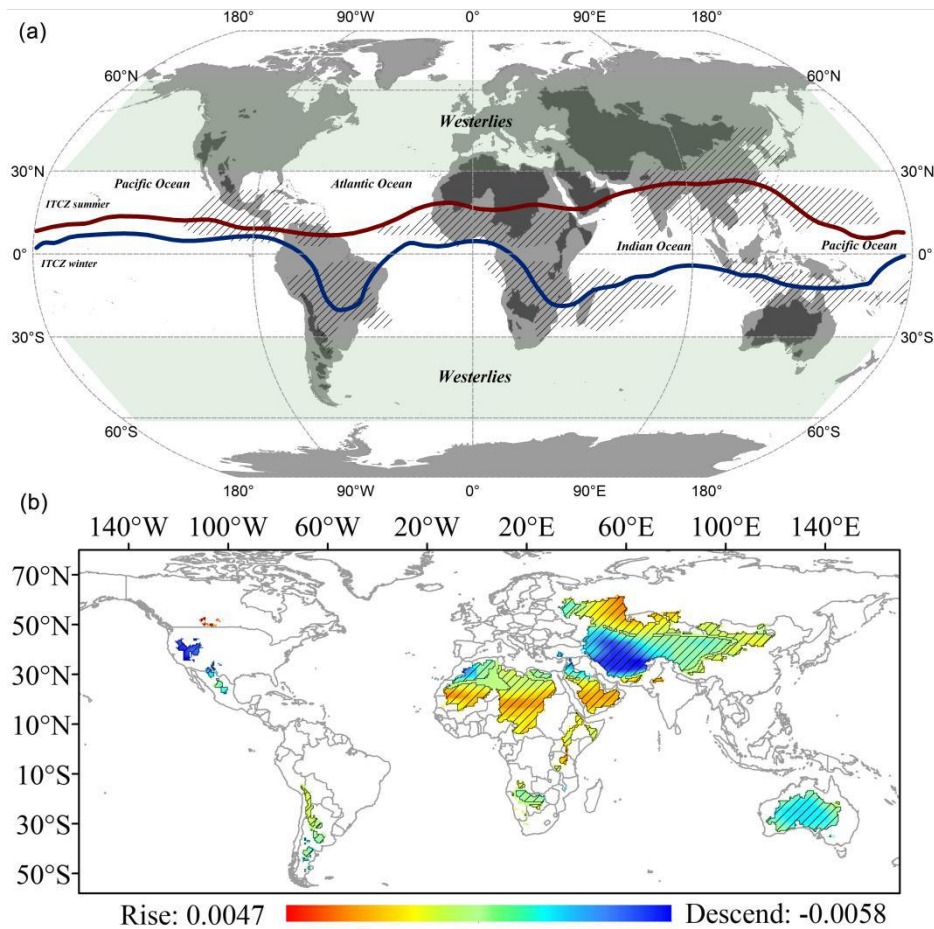 (a)
180° 90°W 0° 90°E 180°
60°N 60°N
Westerlies
30°N 30°N
Pacific Ocean Atlantic Ocean
ITCZ summer
Indian Ocean Pacific Ocean
0° 0°
ITCZ winter
30°S 30°S
Westerlies
60°S 60°S
180° 90°W 0° 90°E 180°
(b)
140°W 100°W 60°W 20°W 20°E 60°E 100°E 140°E
70°N
50°N
30°N
10°N
10°S
30°S
50°S
Rise: 0.0047 Descend: -0.0058